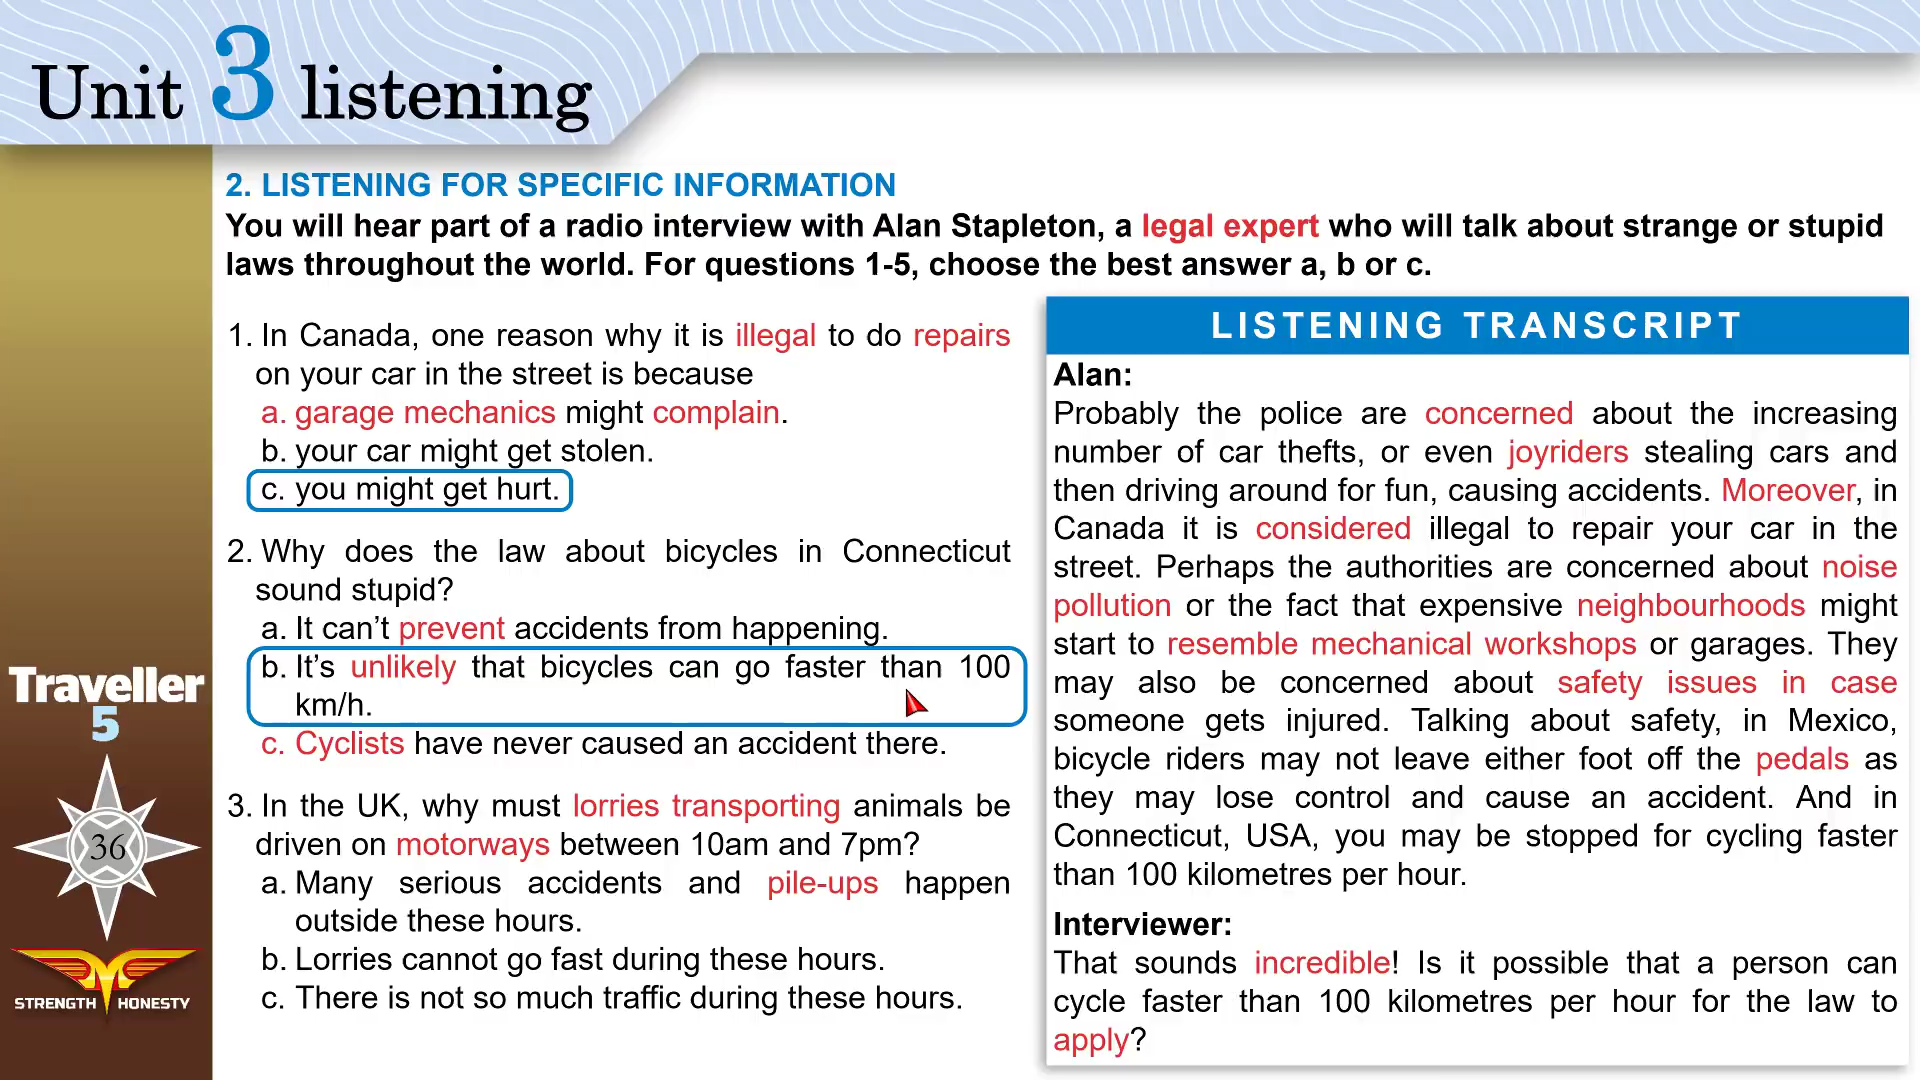 Unit 3 listening
2. LISTENING FOR SPECIFIC INFORMATION
You will hear part of a radio interview with Alan Stapleton, a legal expert who will talk about strange or stupid
laws throughout the world. For questions 1-5, choose the best answer a, b or c.
1. In Canada, one reason why it is illegal to do repairs
on your car in the street is because
a. garage mechanics might complain.
b. your car might get stolen.
c. you might get hurt.
2. Why does the law about bicycles in Connecticut
sound stupid?
a. It can’t prevent accidents from happening.
b. It’s unlikely that bicycles can go faster than 100
km/h.
c. Cyclists have never caused an accident there.
3. In the UK, why must lorries transporting animals be
driven on motorways between 10am and 7pm?
a. Many serious accidents and pile-ups happen
outside these hours.
b. Lorries cannot go fast during these hours.
c. There is not so much traffic during these hours.
LISTENING TRANSCRIPT
Alan:
Probably the police are concerned about the increasing
number of car thefts, or even joyriders stealing cars and
then driving around for fun, causing accidents. Moreover, in
Canada it is considered illegal to repair your car in the
street. Perhaps the authorities are concerned about noise
pollution or the fact that expensive neighbourhoods might
start to resemble mechanical workshops or garages. They
may also be concerned about safety issues in case
someone gets injured. Talking about safety, in Mexico,
bicycle riders may not leave either foot off the pedals as
they may lose control and cause an accident. And in
Connecticut, USA, you may be stopped for cycling faster
than 100 kilometres per hour.
Interviewer:
That sounds incredible! Is it possible that a person can
cycle faster than 100 kilometres per hour for the law to
apply?
Traveller
5
36
STRENGTH HONESTY